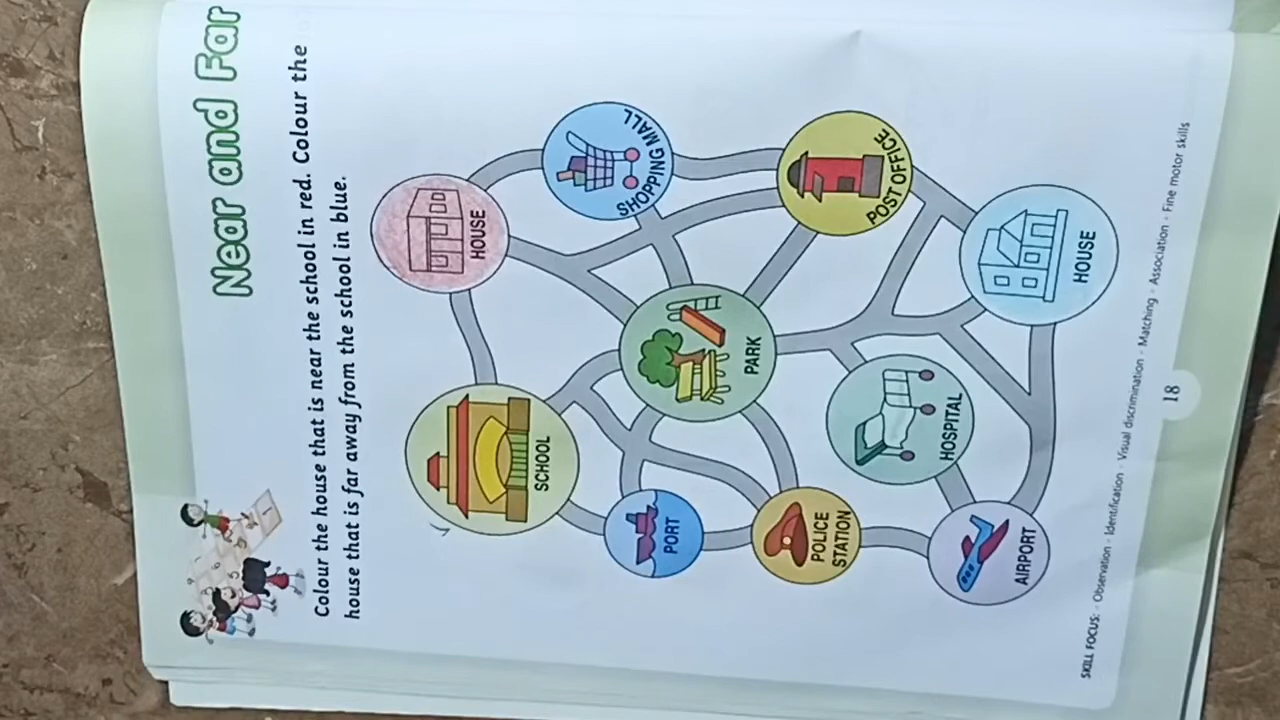 Near and Far
Colour the house that is near the school in red. Colour the
house that is far away from the school in blue.
SCHOOL
HOUSE
SHOPPING MALL
PORT
PARK
POLICE
STATION
POST OFFICE
HOSPITAL
AIRPORT
HOUSE
SKILL FOCUS: • Observation • Identification • Visual discrimination • Matching • Association • Fine motor skills
18